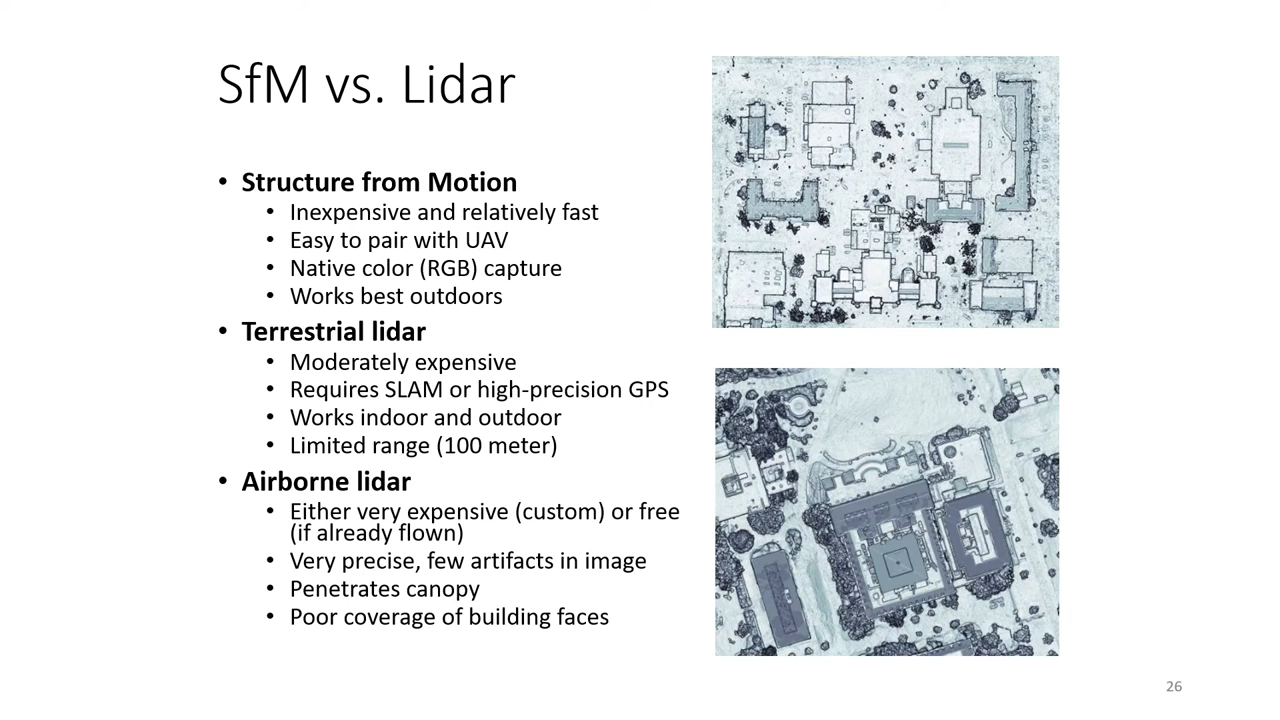 SfM vs. Lidar
• Structure from Motion
• Inexpensive and relatively fast
• Easy to pair with UAV
• Native color (RGB) capture
• Works best outdoors
• Terrestrial lidar
• Moderately expensive
• Requires SLAM or high-precision GPS
• Works indoor and outdoor
• Limited range (100 meter)
• Airborne lidar
• Either very expensive (custom) or free
(if already flown)
• Very precise, few artifacts in image
• Penetrates canopy
• Poor coverage of building faces
26